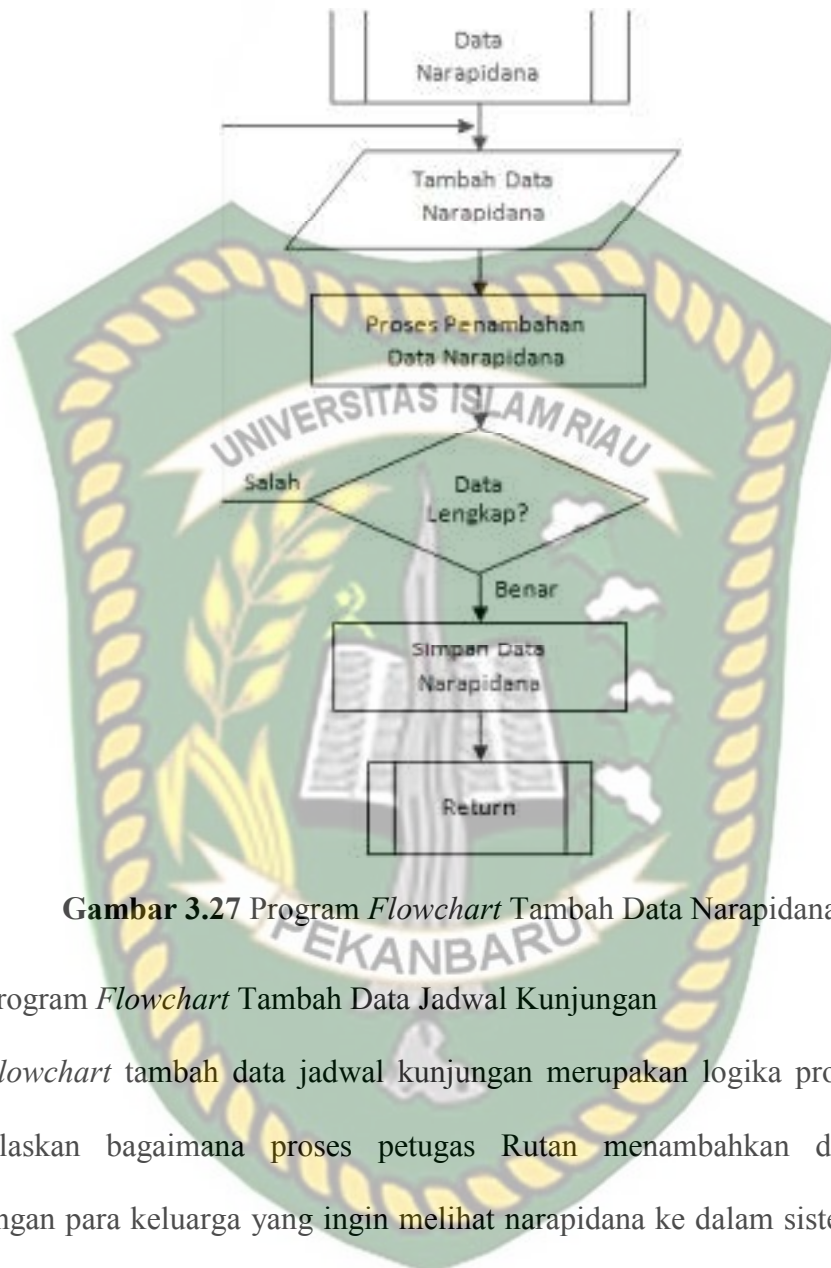 Data
Narapidana
Tambah Data
Narapidana
Proses Penambahan
Data Narapidana
UNIVERSITAS ISLAM RIAU
Salah
Data
Lengkap?
Benar
Simpan Data
Narapidana
Return
Gambar 3.27 Program Flowchart Tambah Data Narapidana
PEKANBARU
rogram Flowchart Tambah Data Jadwal Kunjungan
lowchart tambah data jadwal kunjungan merupakan logika pro
laskan bagaimana proses petugas Rutan menambahkan d
ngan para keluarga yang ingin melihat narapidana ke dalam siste